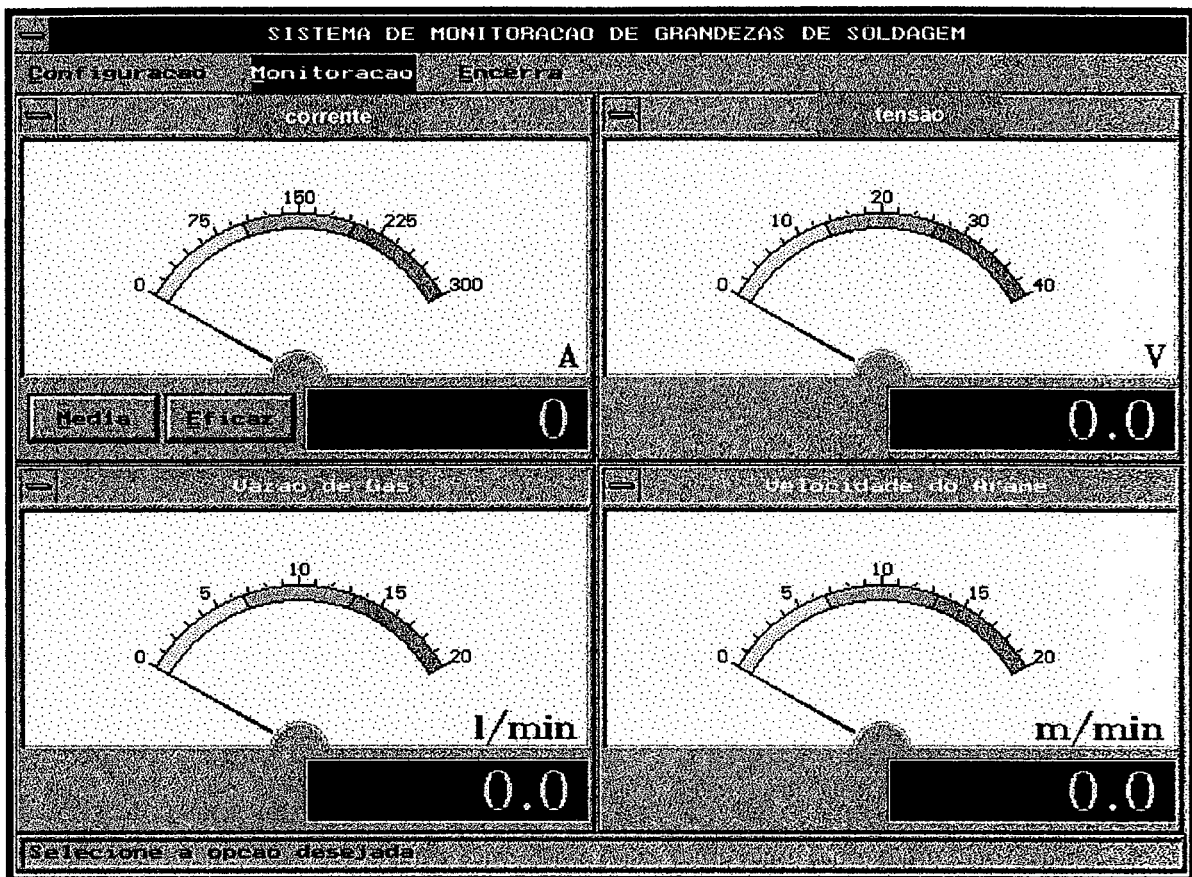 SISTEMA DE MONITORACAO DE GRANDEZAS DE SOLDAGEM
Configuracao Monitoracao Encerra
corrente
0 75 150 225 300
A
Media Eficaz 0
tensão
0 10 20 30 40
V
0.0
Vazao de Gas
0 5 10 15 20
l/min
0.0
Velocidade do Arame
0 5 10 15 20
m/min
0.0
Selecione a opcao desejada